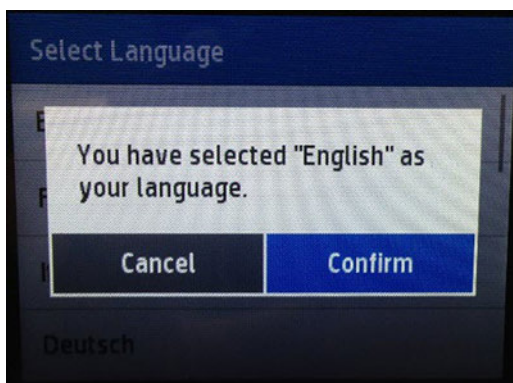 Select Language
You have selected "English" as
your language.
Cancel
Confirm
Deutsch